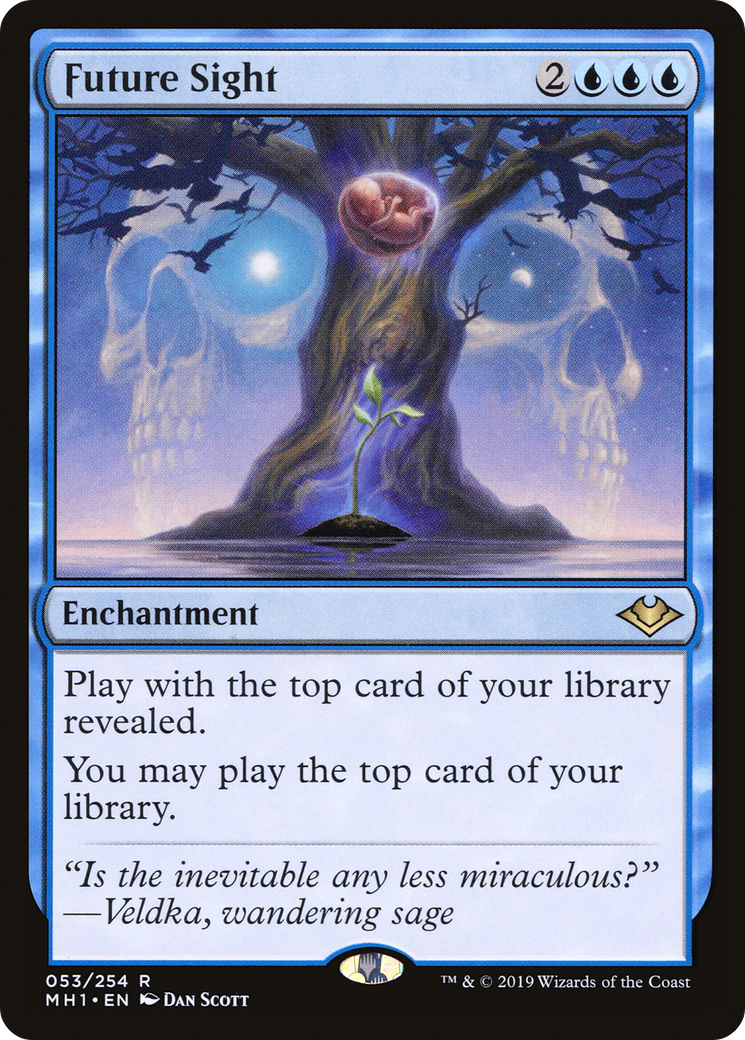 Future Sight 2
Enchantment
Play with the top card of your library
revealed.
You may play the top card of your
library.
“Is the inevitable any less miraculous?”
—Veldka, wandering sage
053/254 R
MH1 • EN Dan Scott
™ & © 2019 Wizards of the Coast